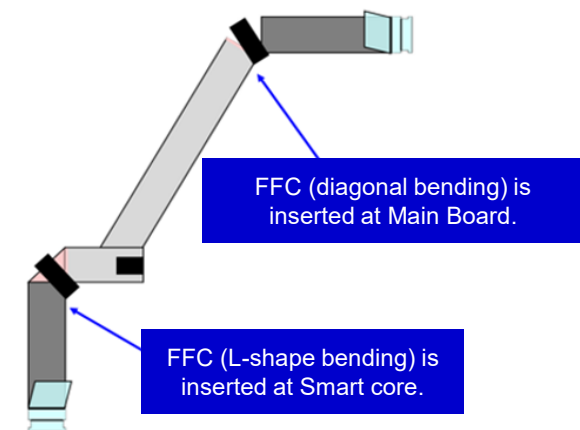 FFC (diagonal bending) is
inserted at Main Board.
FFC (L-shape bending) is
inserted at Smart core.